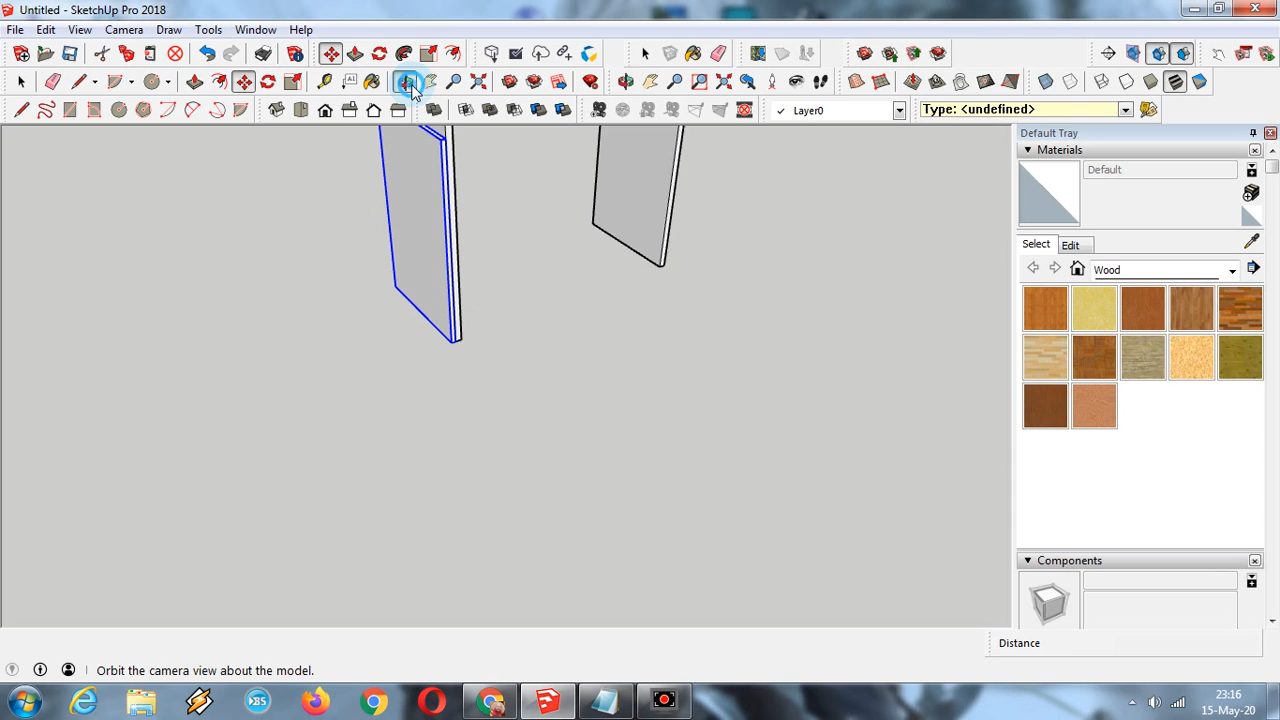 Untitled - SketchUp Pro 2018
File Edit View Camera Draw Tools Window Help
Layer0
Type: <undefined>
Default Tray
Materials
Default
Select Edit
Wood
Components
Distance
Orbit the camera view about the model.
23:16
15-May-20